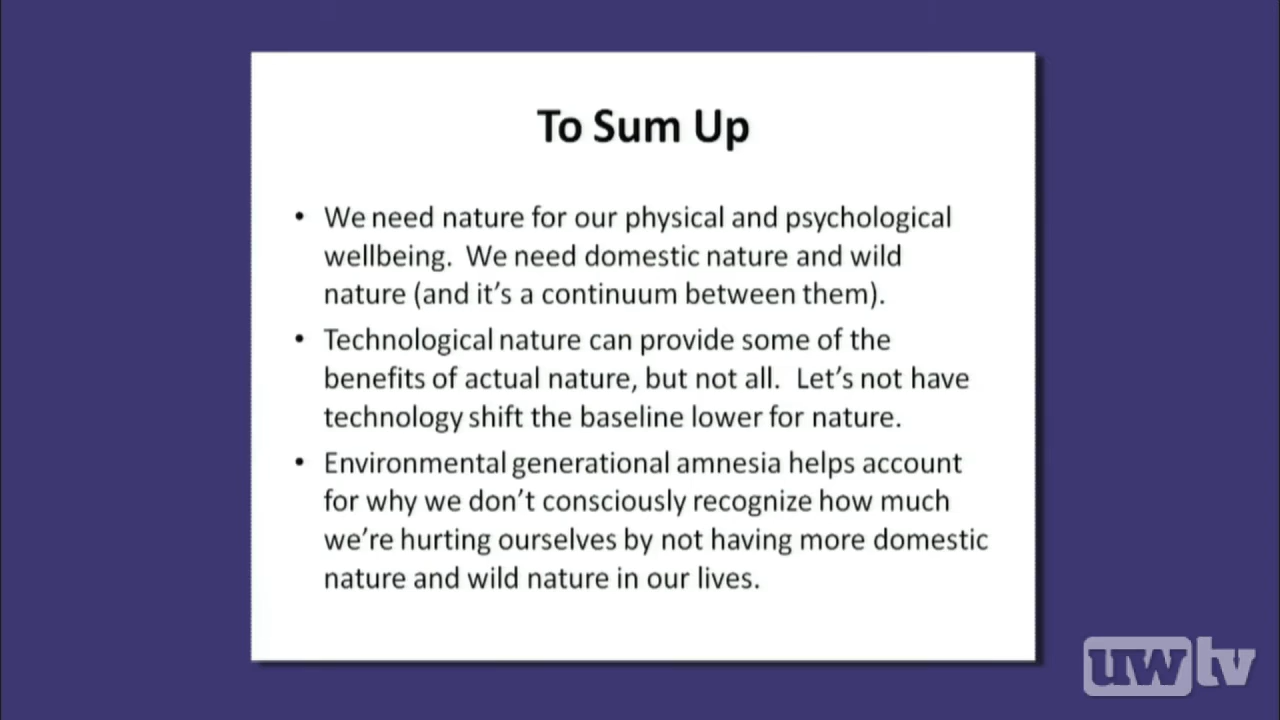 To Sum Up
• We need nature for our physical and psychological
wellbeing.  We need domestic nature and wild
nature (and it’s a continuum between them).
• Technological nature can provide some of the
benefits of actual nature, but not all.  Let’s not have
technology shift the baseline lower for nature.
• Environmental generational amnesia helps account
for why we don’t consciously recognize how much
we’re hurting ourselves by not having more domestic
nature and wild nature in our lives.
uwtv